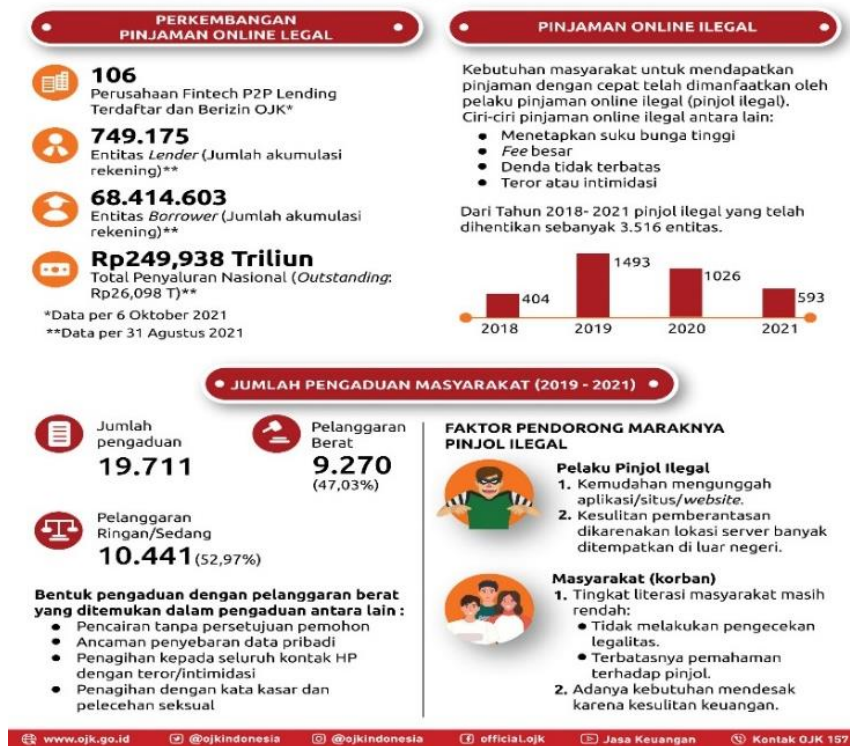 PERKEMBANGAN
PINJAMAN ONLINE LEGAL
106
Perusahaan Fintech P2P Lending
Terdaftar dan Berizin OJK*
749.175
Entitas Lender (Jumlah akumulasi
rekening)**
68.414.603
Entitas Borrower (Jumlah akumulasi
rekening)**
Rp249,938 Triliun
Total Penyaluran Nasional (Outstanding:
Rp26,098 T)**
*Data per 6 Oktober 2021
**Data per 31 Agustus 2021
PINJAMAN ONLINE ILEGAL
Kebutuhan masyarakat untuk mendapatkan
pinjaman dengan cepat telah dimanfaatkan oleh
pelaku pinjaman online ilegal (pinjol ilegal).
Ciri-ciri pinjaman online ilegal antara lain:
• Menetapkan suku bunga tinggi
• Fee besar
• Denda tidak terbatas
• Teror atau intimidasi
Dari Tahun 2018- 2021 pinjol ilegal yang telah
dihentikan sebanyak 3.516 entitas.
404
1493
1026
593
2018 2019 2020 2021
JUMLAH PENGADUAN MASYARAKAT (2019 - 2021)
Jumlah
pengaduan
19.711
Pelanggaran
Berat
9.270
(47,03%)
Pelanggaran
Ringan/Sedang
10.441 (52,97%)
Bentuk pengaduan dengan pelanggaran berat
yang ditemukan dalam pengaduan antara lain :
• Pencairan tanpa persetujuan pemohon
• Ancaman penyebaran data pribadi
• Penagihan kepada seluruh kontak HP
dengan teror/intimidasi
• Penagihan dengan kata kasar dan
pelecehan seksual
FAKTOR PENDORONG MARAKNYA
PINJOL ILEGAL
Pelaku Pinjol Ilegal
1. Kemudahan mengunggah
aplikasi/situs/website.
2. Kesulitan pemberantasan
dikarenakan lokasi server banyak
ditempatkan di luar negeri.
Masyarakat (korban)
1. Tingkat literasi masyarakat masih
rendah:
• Tidak melakukan pengecekan
legalitas.
• Terbatasnya pemahaman
terhadap pinjol.
2. Adanya kebutuhan mendesak
karena kesulitan keuangan.
www.ojk.go.id @ojkindonesia @ojkindonesia official.ojk Jasa Keuangan Kontak OJK 157